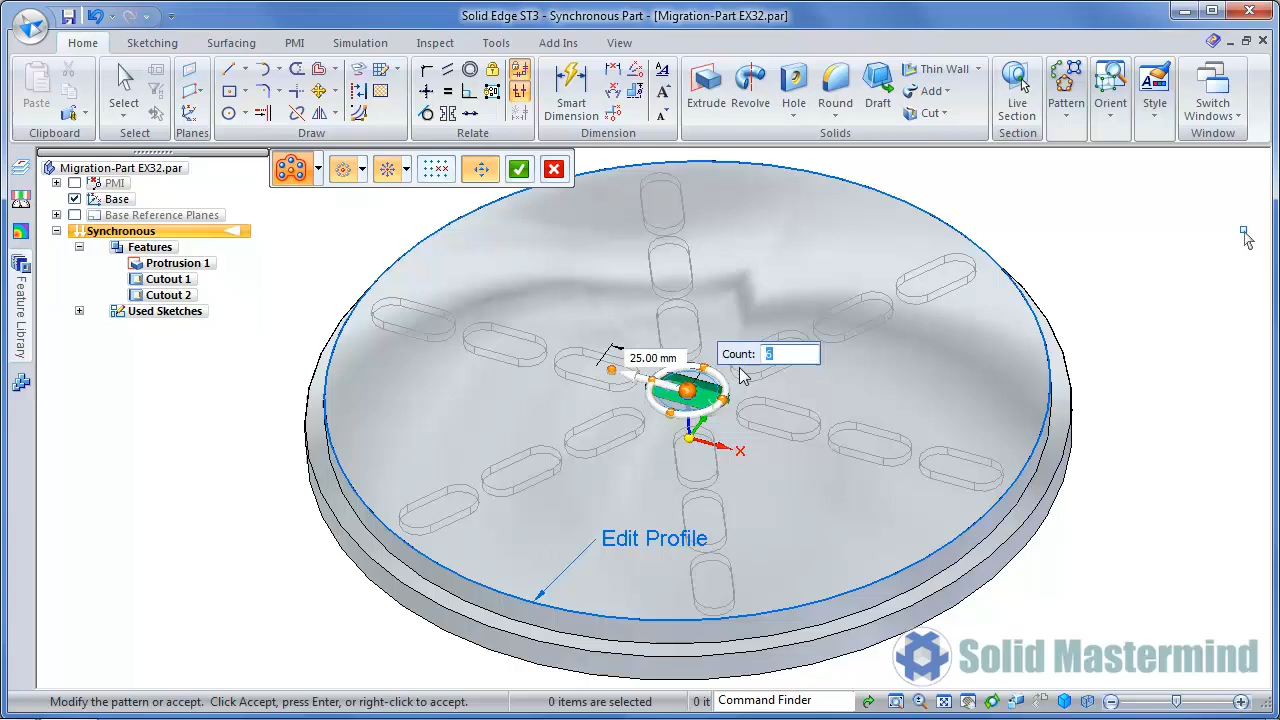 Solid Edge ST3 - Synchronous Part - [Migration-Part EX32.par]
Home Sketching Surfacing PMI Simulation Inspect Tools Add Ins View
Paste
Select
Smart Dimension
Extrude Revolve Hole Round Draft
Thin Wall
Add
Cut
Live Section
Pattern
Orient
Style
Switch Windows
Clipboard Select Planes Draw Relate Dimension Solids Section Window
Feature Library
Migration-Part EX32.par
PMI
Base
Base Reference Planes
Synchronous
Features
Protrusion 1
Cutout 1
Cutout 2
Used Sketches
25.00 mm
Count: 6
X
Edit Profile
Solid Mastermind
Modify the pattern or accept. Click Accept, press Enter, or right-click to accept.
0 items are selected
0 it
Command Finder